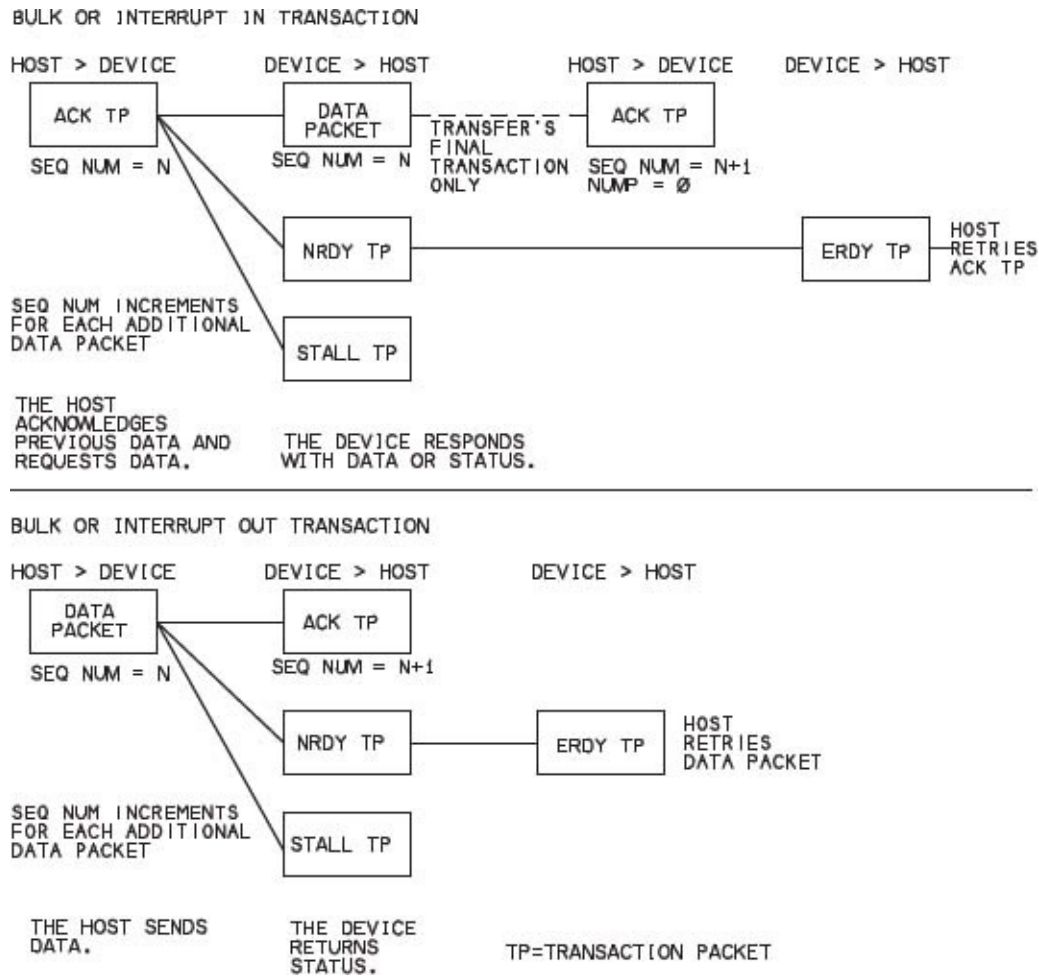 BULK OR INTERRUPT IN TRANSACTION
HOST > DEVICE
DEVICE > HOST
HOST > DEVICE
DEVICE > HOST
ACK TP
SEQ NUM = N
DATA
PACKET
SEQ NUM = N
TRANSFER'S
FINAL
TRANSACTION
ONLY
ACK TP
SEQ NUM = N+1
NUMP = Ø
NRDY TP
ERDY TP
HOST
RETRIES
ACK TP
SEQ NUM INCREMENTS
FOR EACH ADDITIONAL
DATA PACKET
STALL TP
THE HOST
ACKNOWLEDGES
PREVIOUS DATA AND
REQUESTS DATA.
THE DEVICE RESPONDS
WITH DATA OR STATUS.
BULK OR INTERRUPT OUT TRANSACTION
HOST > DEVICE
DEVICE > HOST
DEVICE > HOST
DATA
PACKET
SEQ NUM = N
ACK TP
SEQ NUM = N+1
NRDY TP
ERDY TP
HOST
RETRIES
DATA PACKET
SEQ NUM INCREMENTS
FOR EACH ADDITIONAL
DATA PACKET
STALL TP
THE HOST SENDS
DATA.
THE DEVICE
RETURNS
STATUS.
TP=TRANSACTION PACKET